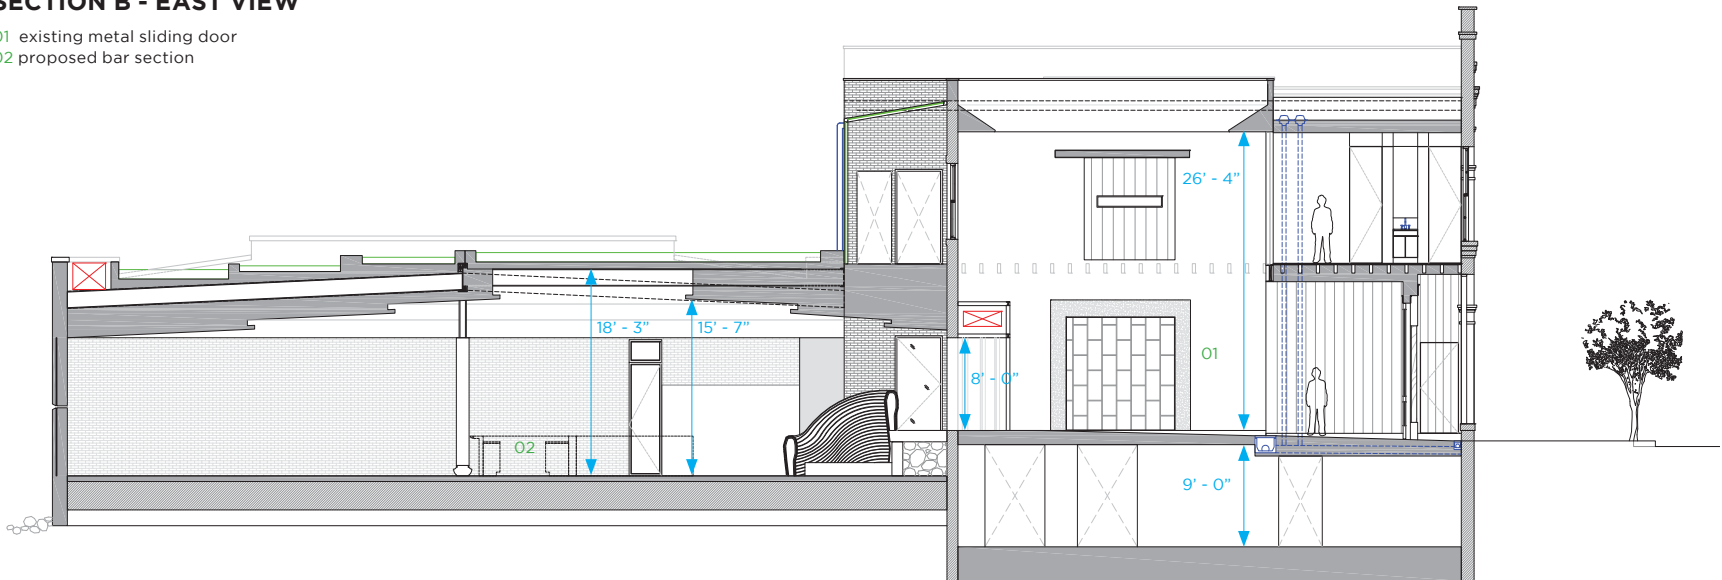 SECTION B - EAST VIEW
01 existing metal sliding door
02 proposed bar section
26' - 4”
18' - 3”
15' - 7”
01
8' - 0”
02
9' - 0”